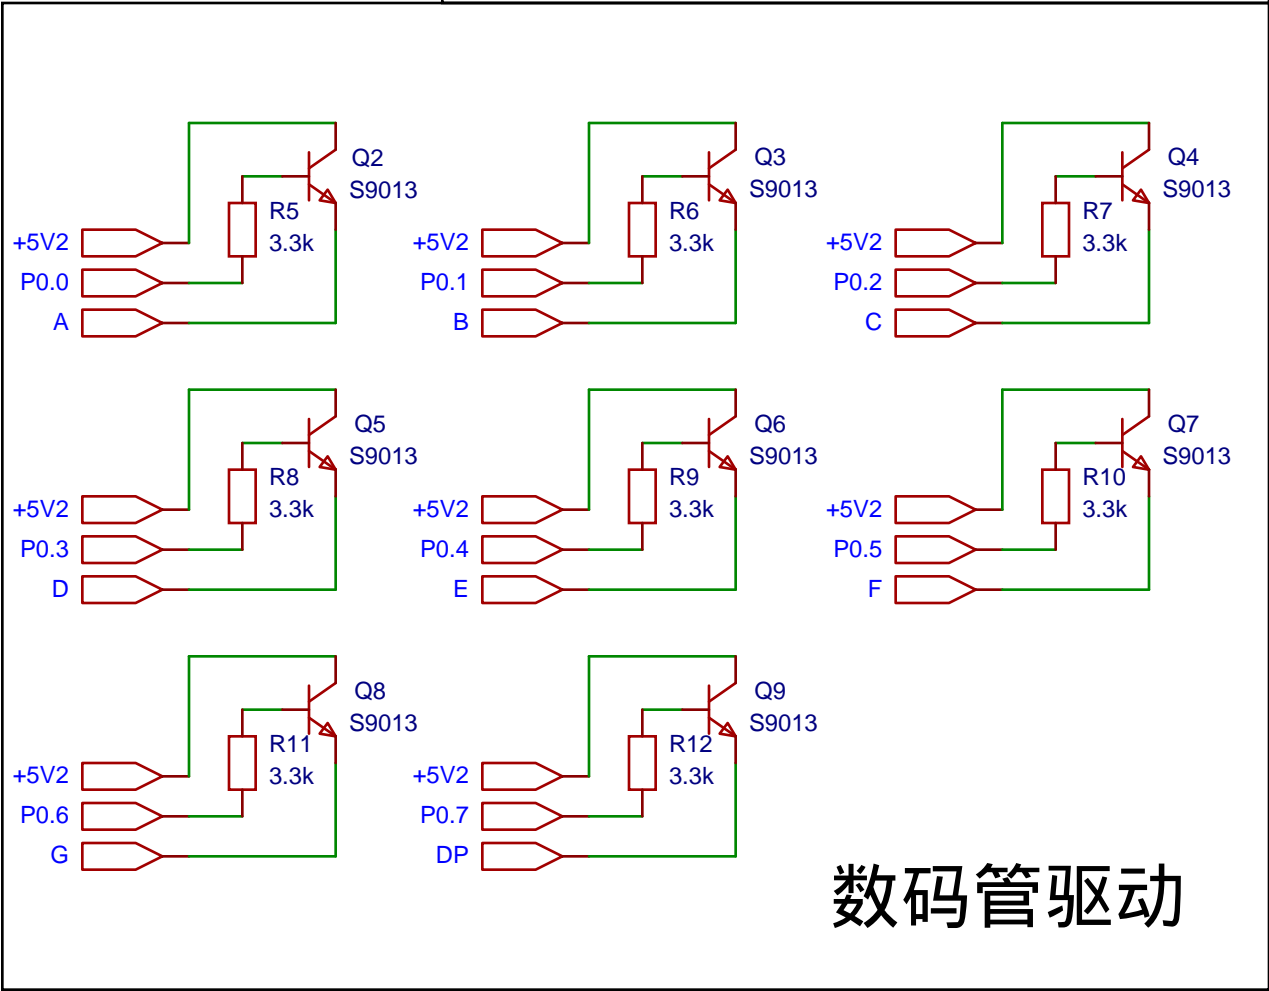 Q2
S9013
R5
3.3k
+5V2
P0.0
A
Q3
S9013
R6
3.3k
+5V2
P0.1
B
Q4
S9013
R7
3.3k
+5V2
P0.2
C
Q5
S9013
R8
3.3k
+5V2
P0.3
D
Q6
S9013
R9
3.3k
+5V2
P0.4
E
Q7
S9013
R10
3.3k
+5V2
P0.5
F
Q8
S9013
R11
3.3k
+5V2
P0.6
G
Q9
S9013
R12
3.3k
+5V2
P0.7
DP
数码管驱动